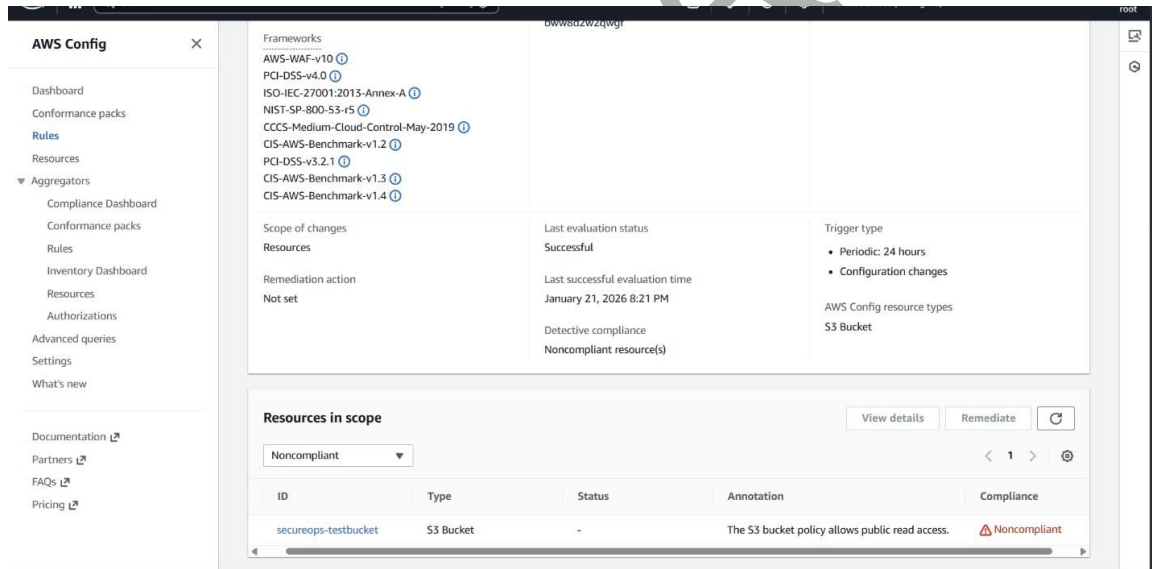 root
AWS Config
Dashboard
Conformance packs
Rules
Resources
Aggregators
Compliance Dashboard
Conformance packs
Rules
Inventory Dashboard
Resources
Authorizations
Advanced queries
Settings
What's new
Documentation
Partners
FAQs
Pricing
Frameworks
AWS-WAF-v10
PCI-DSS-v4.0
ISO-IEC-27001:2013-Annex-A
NIST-SP-800-53-r5
CCCS-Medium-Cloud-Control-May-2019
CIS-AWS-Benchmark-v1.2
PCI-DSS-v3.2.1
CIS-AWS-Benchmark-v1.3
CIS-AWS-Benchmark-v1.4
Scope of changes
Resources
Remediation action
Not set
Last evaluation status
Successful
Last successful evaluation time
January 21, 2026 8:21 PM
Detective compliance
Noncompliant resource(s)
Trigger type
• Periodic: 24 hours
• Configuration changes
AWS Config resource types
S3 Bucket
Resources in scope
View details Remediate
Noncompliant
1
ID Type Status Annotation Compliance
secureops-testbucket S3 Bucket - The S3 bucket policy allows public read access. Noncompliant